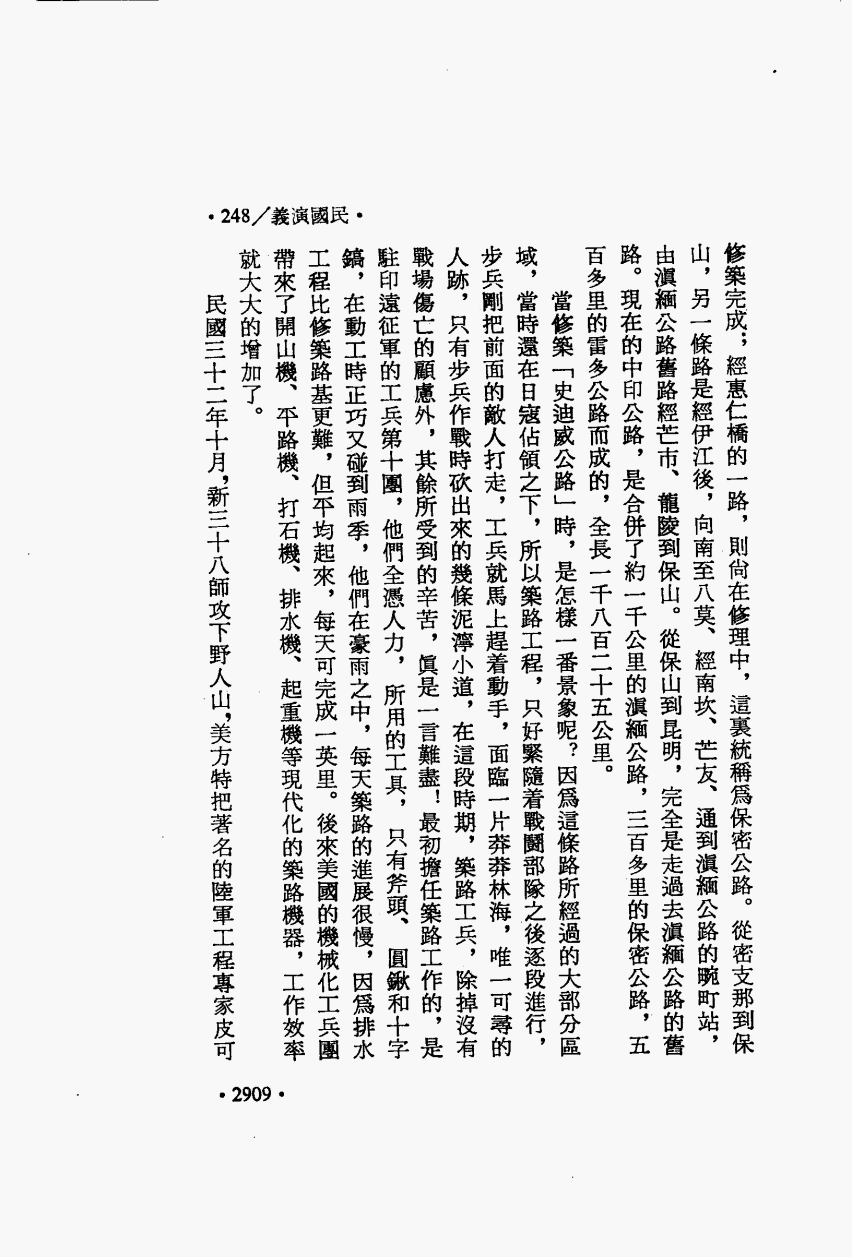 •民國演義／248•
修築完成；經惠仁橋的一路，則尙在修理中，這裏統稱爲保密公路。從密支那到保
山，另一條路是經伊江後，向南至八莫、經南坎、芒友、通到滇緬公路的畹町站，
由滇緬公路舊路經芒市、龍陵到保山。從保山到昆明，完全是走過去滇緬公路的舊
路。現在的中印公路，是合併了約一千公里的滇緬公路，三百多里的保密公路，五
百多里的雷多公路而成的，全長一千八百二十五公里。
當修築「史迪威公路」時，是怎樣一番景象呢？因爲這條路所經過的大部分區
域，當時還在日寇佔領之下，所以築路工程，只好緊隨着戰鬪部隊之後逐段進行，
步兵剛把前面的敵人打走，工兵就馬上趕着動手，面臨一片莽莽林海，唯一可尋的
人跡，只有步兵作戰時砍出來的幾條泥濘小道，在這段時期，築路工兵，除掉沒有
戰場傷亡的顧慮外，其餘所受到的辛苦，眞是一言難盡！最初擔任築路工作的，是
駐印遠征軍的工兵第十團，他們全憑人力，所用的工具，只有斧頭、圓鍬和十字
鎬，在動工時正巧又碰到雨季，他們在豪雨之中，每天築路的進展很慢，因爲排水
工程比修築路基更難，但平均起來，每天可完成一英里。後來美國的機械化工兵團
帶來了開山機、平路機、打石機、排水機、起重機等現代化的築路機器，工作效率
就大大的增加了。
民國三十二年十月，新三十八師攻下野人山，美方特把著名的陸軍工程專家皮可
•2909•